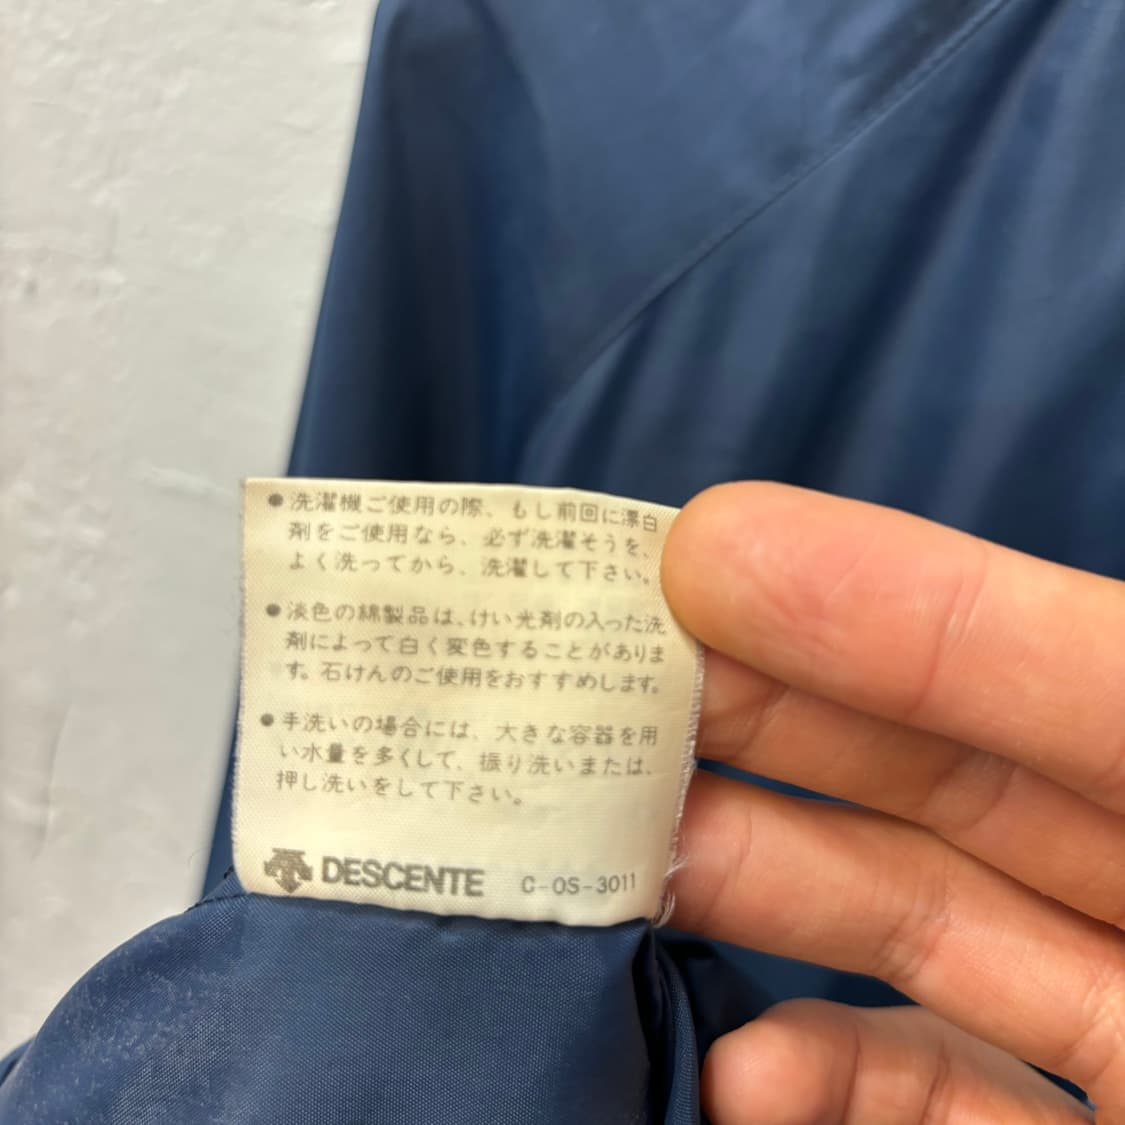 ●洗濯機ご使用の際、もし前回に漂白
剤をご使用なら、必ず洗濯そうを、
よく洗ってから、洗濯して下さい。
●淡色の綿製品は、けい光剤の入った洗
剤によって白く変色することがありま
す。石けんのご使用をおすすめします。
●手洗いの場合には、大きな容器を用
い水量を多くして、振り洗いまたは、
押し洗いをして下さい。
DESCENTE C-OS-3011